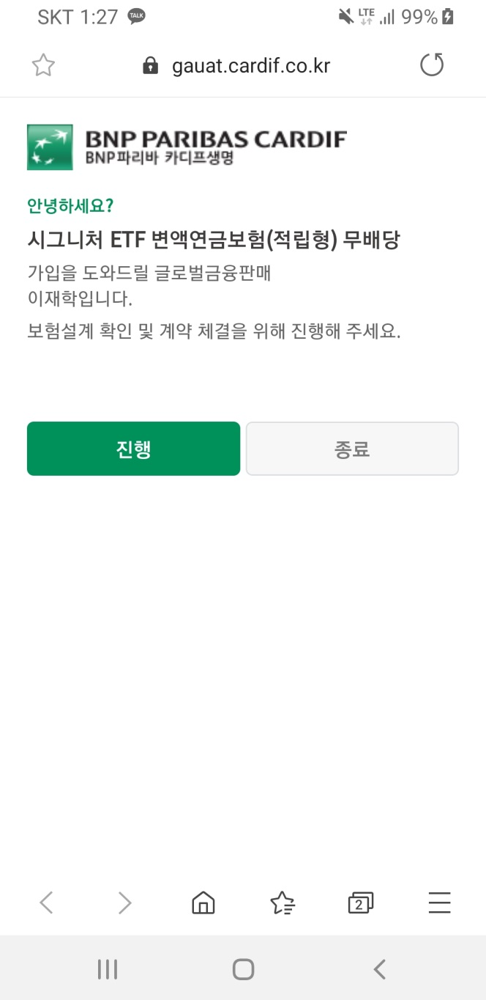 SKT 1:27 TALK LTE 99%
gauat.cardif.co.kr
BNP PARIBAS CARDIF
BNP파리바 카디프생명
안녕하세요?
시그니처 ETF 변액연금보험(적립형) 무배당
가입을 도와드릴 글로벌금융판매
이재학입니다.
보험설계 확인 및 계약 체결을 위해 진행해 주세요.
진행 종료
2